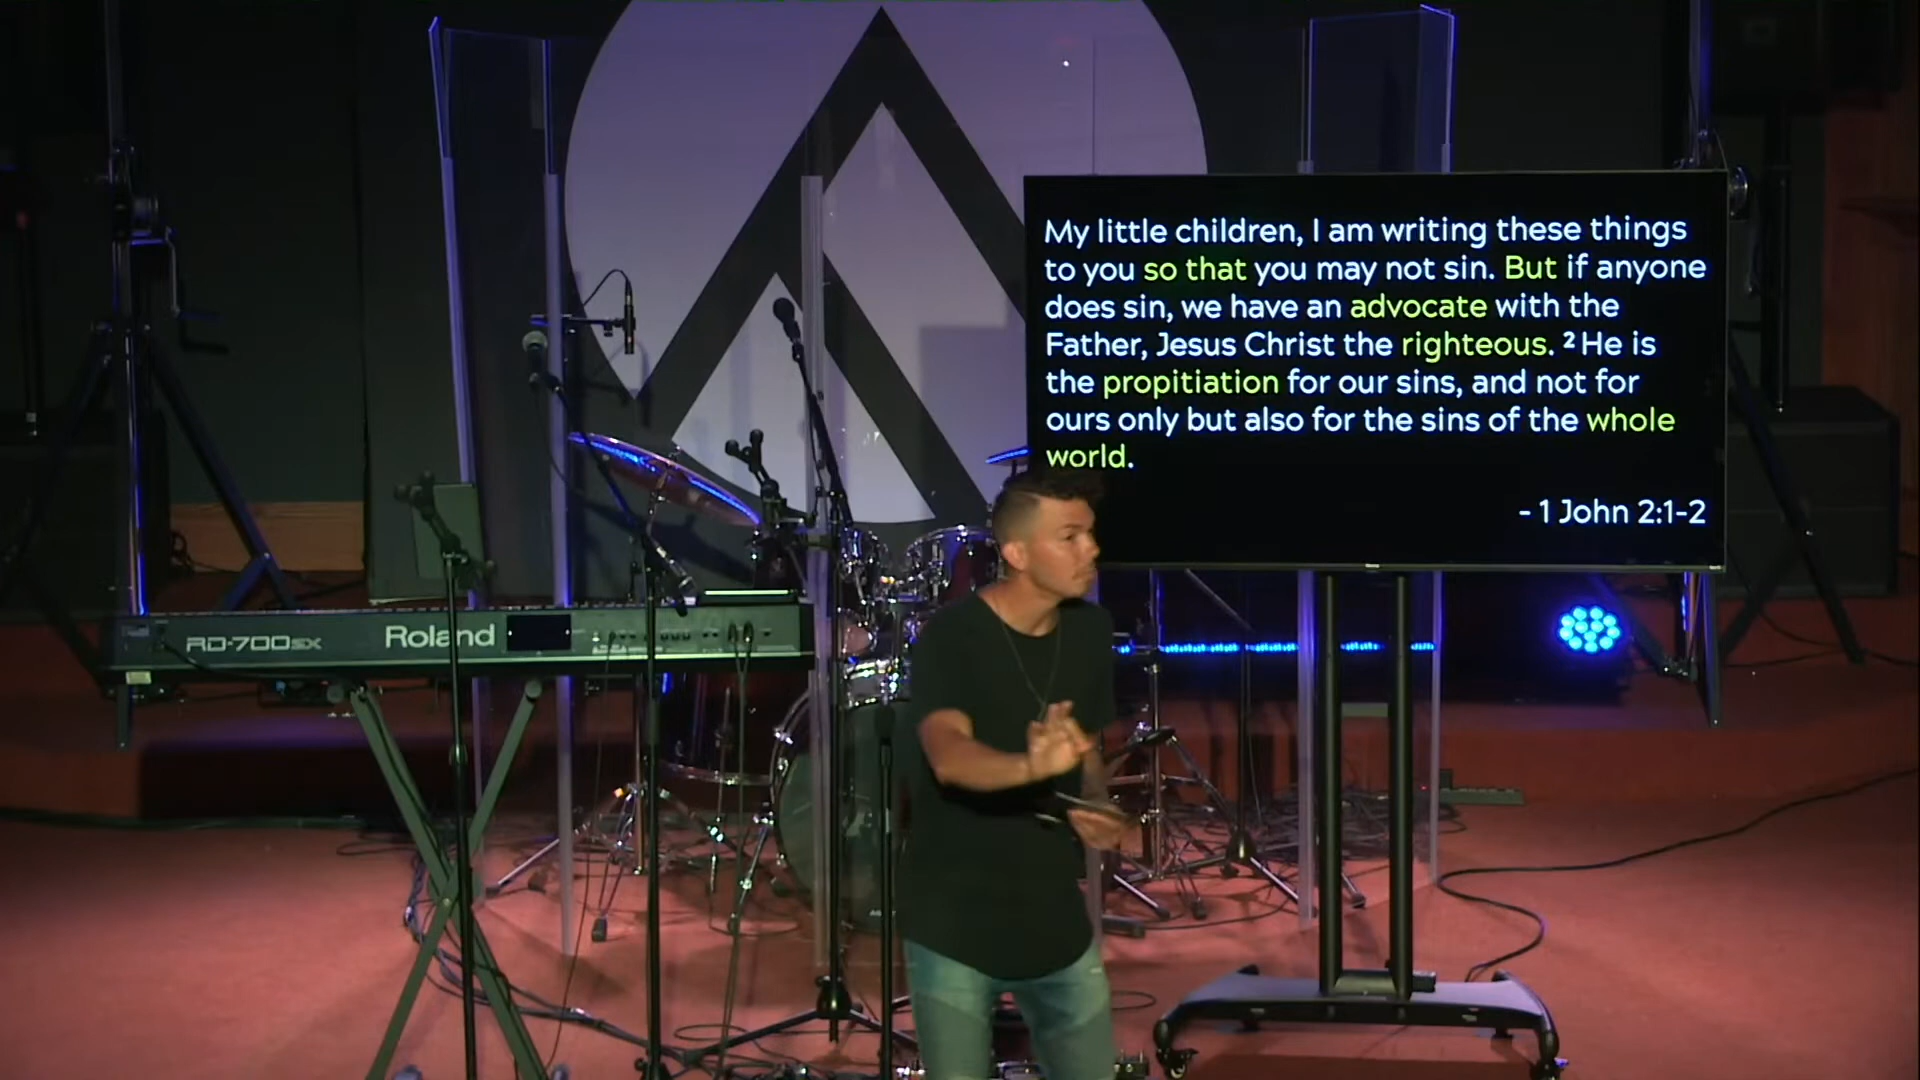 My little children, I am writing these things
to you so that you may not sin. But if anyone
does sin, we have an advocate with the
Father, Jesus Christ the righteous. ² He is
the propitiation for our sins, and not for
ours only but also for the sins of the whole
world.
- 1 John 2:1-2
RD-700SX Roland